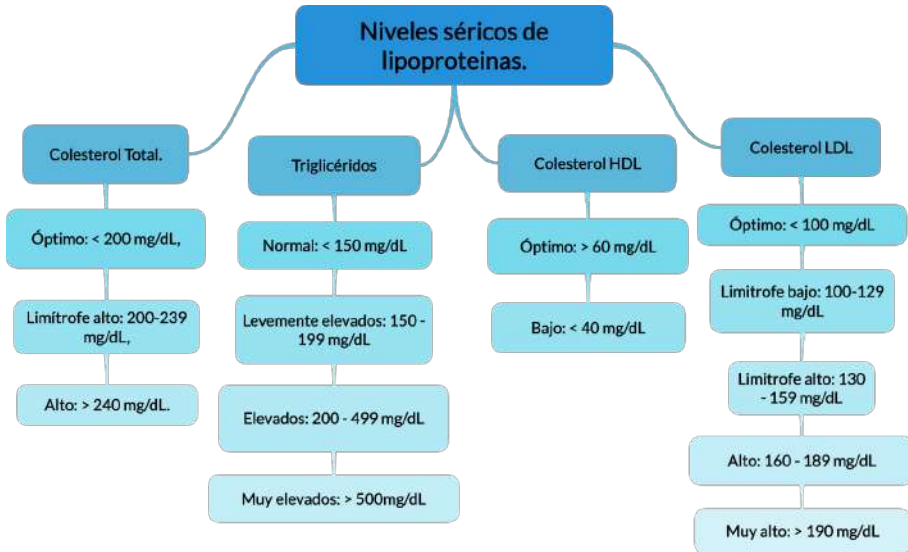 Niveles séricos de
lipoproteinas.
Colesterol Total.
Óptimo: < 200 mg/dL,
Limítrofe alto: 200-239
mg/dL,
Alto: > 240 mg/dL.
Triglicéridos
Normal: < 150 mg/dL
Levemente elevados: 150 -
199 mg/dL
Elevados: 200 - 499 mg/dL
Muy elevados: > 500mg/dL
Colesterol HDL
Óptimo: > 60 mg/dL
Bajo: < 40 mg/dL
Colesterol LDL
Óptimo: < 100 mg/dL
Limitrofe bajo: 100-129
mg/dL
Limitrofe alto: 130
- 159 mg/dL
Alto: 160 - 189 mg/dL
Muy alto: > 190 mg/dL